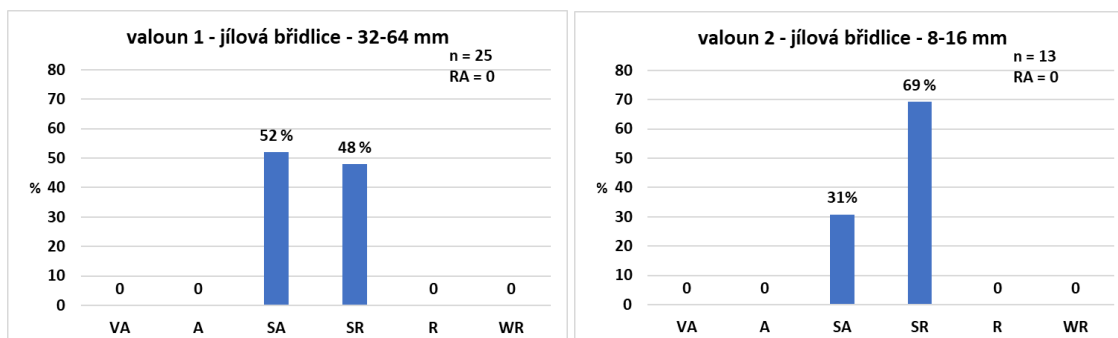 valoun 1 - jílová břidlice - 32-64 mm
n = 25
RA = 0
80
70
60
50
% 40
30
20
10
0
52 %
48 %
0 0 0 0
VA A SA SR R WR
valoun 2 - jílová břidlice - 8-16 mm
n = 13
RA = 0
80
70
60
50
% 40
30
20
10
0
69 %
31%
0 0 0 0
VA A SA SR R WR